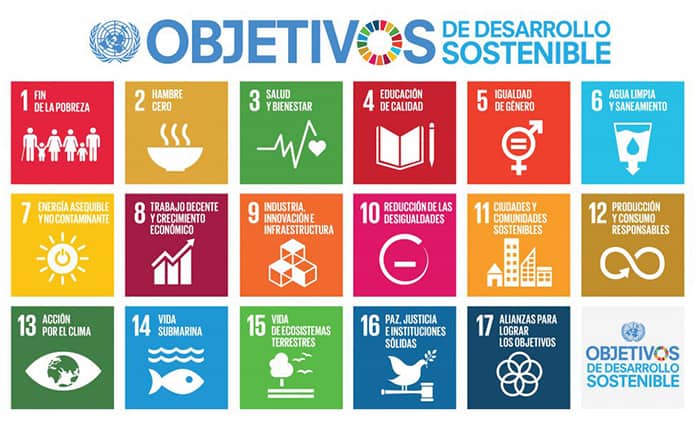 OBJETIVOS
DE DESARROLLO
SOSTENIBLE
1 FIN
DE LA POBREZA
2 HAMBRE
CERO
3 SALUD
Y BIENESTAR
4 EDUCACIÓN
DE CALIDAD
5 IGUALDAD
DE GÉNERO
6 AGUA LIMPIA
Y SANEAMIENTO
7 ENERGÍA ASEQUIBLE
Y NO CONTAMINANTE
8 TRABAJO DECENTE
Y CRECIMIENTO
ECONÓMICO
9 INDUSTRIA,
INNOVACIÓN E
INFRAESTRUCTURA
10 REDUCCIÓN DE LAS
DESIGUALDADES
11 CIUDADES Y
COMUNIDADES
SOSTENIBLES
12 PRODUCCIÓN
Y CONSUMO
RESPONSABLES
13 ACCIÓN
POR EL CLIMA
14 VIDA
SUBMARINA
15 VIDA
DE ECOSISTEMAS
TERRESTRES
16 PAZ, JUSTICIA
E INSTITUCIONES
SÓLIDAS
17 ALIANZAS PARA
LOGRAR
LOS OBJETIVOS
OBJETIVOS
DE DESARROLLO
SOSTENIBLE